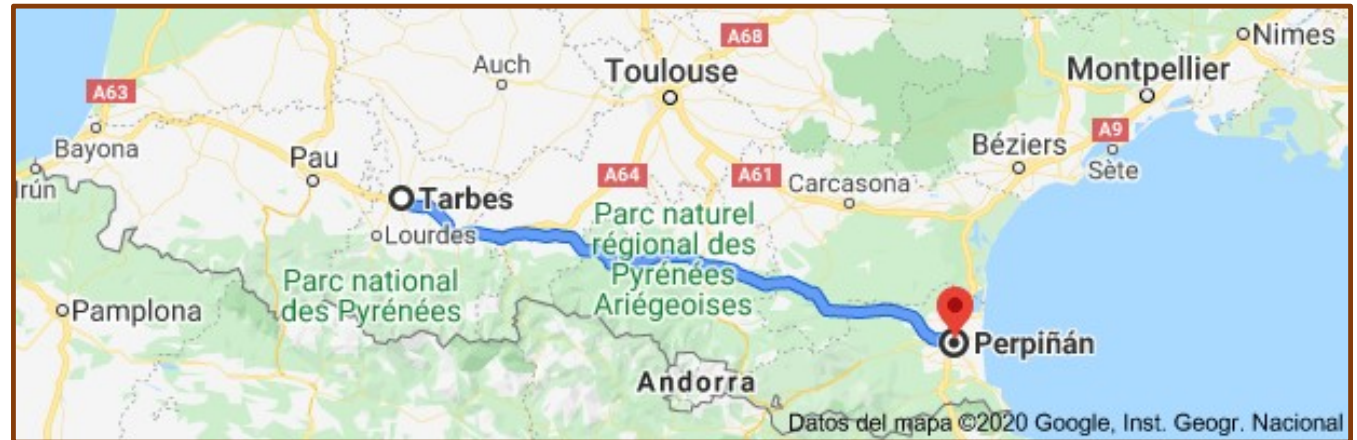 Nimes
A68
Auch
Toulouse
Montpellier
A63
A9
Bayona
Béziers
Sète
Pau
A64
A61
Carcasona
Irún
Tarbes
Lourdes
Parc naturel
régional des
Pyrénées
Ariégeoises
Parc national
des Pyrénées
Pamplona
Perpiñán
Andorra
Datos del mapa ©2020 Google, Inst. Geogr. Nacional